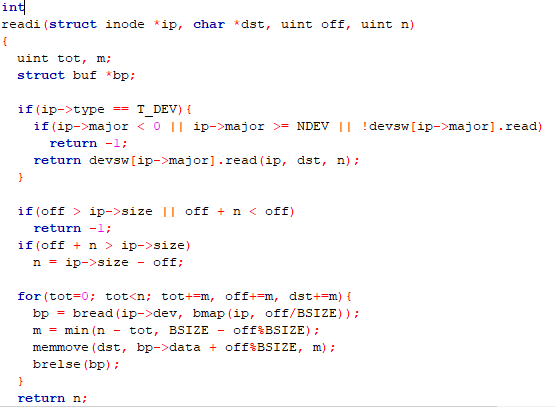 int
readi(struct inode *ip, char *dst, uint off, uint n)
{
  uint tot, m;
  struct buf *bp;

  if(ip->type == T_DEV){
    if(ip->major < 0 || ip->major >= NDEV || !devsw[ip->major].read)
      return -1;
    return devsw[ip->major].read(ip, dst, n);
  }

  if(off > ip->size || off + n < off)
    return -1;
  if(off + n > ip->size)
    n = ip->size - off;

  for(tot=0; tot<n; tot+=m, off+=m, dst+=m){
    bp = bread(ip->dev, bmap(ip, off/BSIZE));
    m = min(n - tot, BSIZE - off%BSIZE);
    memmove(dst, bp->data + off%BSIZE, m);
    brelse(bp);
  }
  return n;